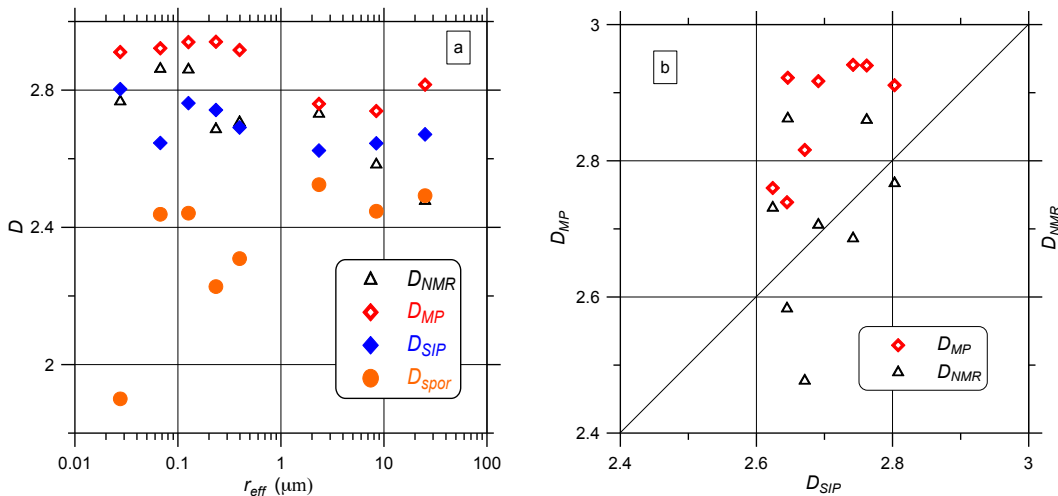 a
D
2.8
2.4
2
0.01
0.1
1
10
100
r_eff (μm)
D_NMR
D_MP
D_SIP
D_spor
b
3
2.8
2.6
2.4
2.4
2.6
2.8
3
D_MP
D_NMR
D_SIP
D_MP
D_NMR